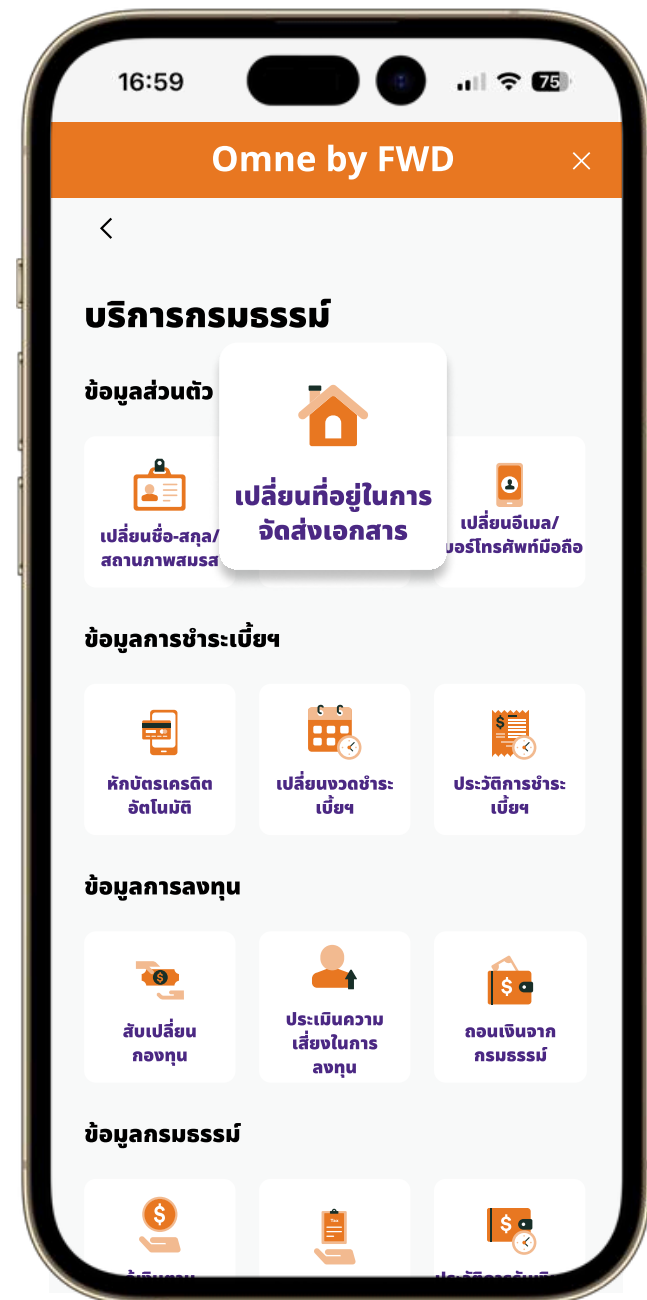 16:59
75
Omne by FWD
บริการกรมธรรม์
ข้อมูลส่วนตัว
เปลี่ยนชื่อ-สกุล/
สถานภาพสมรส
เปลี่ยนที่อยู่ในการ
จัดส่งเอกสาร
เปลี่ยนอีเมล/
บอร์โทรศัพท์มือถือ
ข้อมูลการชำระเบี้ยฯ
หักบัตรเครดิต
อัตโนมัติ
เปลี่ยนงวดชำระ
เบี้ยฯ
ประวัติการชำระ
เบี้ยฯ
ข้อมูลการลงทุน
สับเปลี่ยน
กองทุน
ประเมินความ
เสี่ยงในการ
ลงทุน
ถอนเงินจาก
กรมธรรม์
ข้อมูลกรมธรรม์